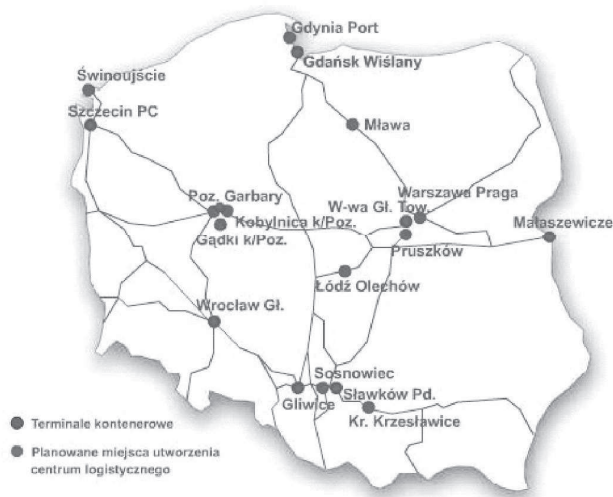 Gdynia Port
Gdańsk Wiślany
Świnoujście
Szczecin PC
Mława
Poz. Garbary
Warszawa Praga
W-wa Gł. Tow.
Kobylnica k/Poz.
Małaszewicze
Gądki k/Poz.
Pruszków
Łódź Olechów
Wrocław Gł.
Sosnowiec
Gliwice
Sławków Pd.
Kr. Krzesławice
Terminale kontenerowe
Planowane miejsca utworzenia
centrum logistycznego